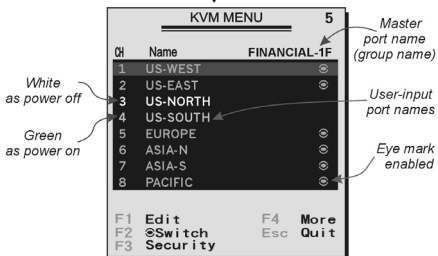 KVM MENU 5
Master
port name
(group name)
CH Name FINANCIAL-1F
1 US-WEST
2 US-EAST
White
as power off
3 US-NORTH
4 US-SOUTH
User-input
port names
Green
as power on
5 EUROPE
6 ASIA-N
7 ASIA-S
8 PACIFIC
Eye mark
enabled
F1 Edit F4 More
F2 Switch Esc Quit
F3 Security